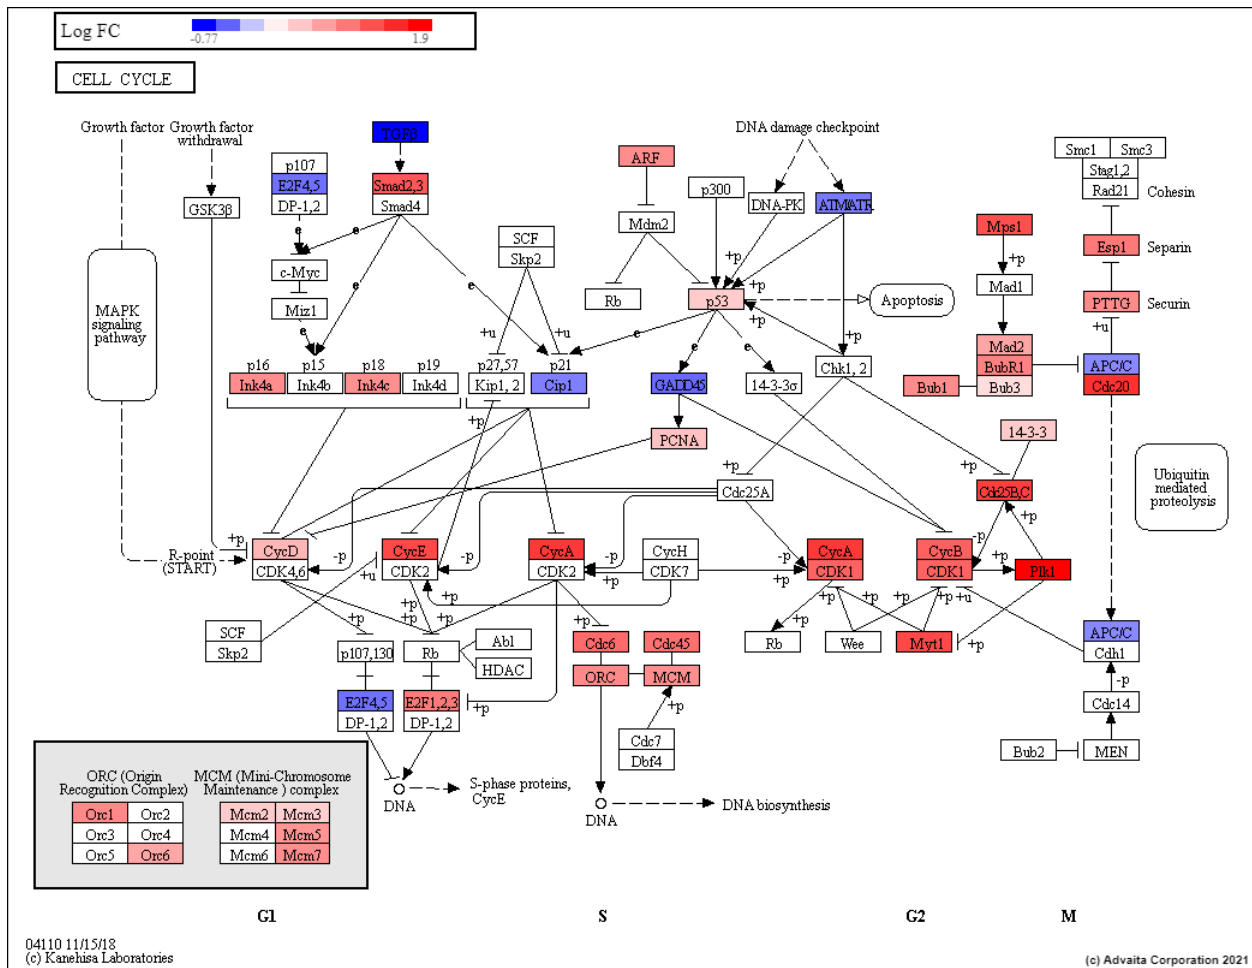 Log FC
-0.77
1.9
CELL CYCLE
Growth factor
Growth factor
withdrawal
TGFβ
DNA damage checkpoint
Smc1
Smc3
p107
E2F4,5
DP-1,2
Smad2,3
Smad4
ARF
p300
DNA-PK
ATM/ATR
Stag1,2
Rad21
Cohesin
GSK3β
e
e
Mdm2
SCF
Skp2
Mps1
+p
Esp1
Separin
c-Myc
e
e
+p
Mad1
MAPK
signaling
pathway
Miz1
Rb
p53
+p
+p
Apoptosis
PTTG
Securin
e
+u
+u
e
e
+p
+u
Mad2
BubR1
Bub3
Bub1
APC/C
Cdc20
p16
Ink4a
p15
Ink4b
p18
Ink4c
p19
Ink4d
p27,57
Kip1, 2
p21
Cip1
GADD45
14-3-3σ
Chk1, 2
+p
PCNA
14-3-3
Ubiquitin
mediated
proteolysis
+p
+p
Cdc25A
Cdc25B,C
+p
R-point
(START)
+p
CycD
CDK4,6
-p
CycE
CDK2
-p
+u
CycA
CDK2
-p
+p
CycH
CDK7
-p
+p
CycA
CDK1
CycB
CDK1
-p
+p
Plk1
SCF
Skp2
+p
+p
+p
+p
+p
+p
+p
+p
+p
+u
+p
p107,130
Rb
Abl
HDAC
Cdc6
Cdc45
Rb
Wee
Myt1
APC/C
Cdh1
ORC
MCM
-p
E2F4,5
DP-1,2
E2F1,2,3
DP-1,2
+p
+p
Cdc14
Cdc7
Dbf4
Bub2
MEN
DNA
S-phase proteins,
CycE
DNA
DNA biosynthesis
ORC (Origin
Recognition Complex)
MCM (Mini-Chromosome
Maintenance ) complex
Orc1
Orc2
Mcm2
Mcm3
Orc3
Orc4
Mcm4
Mcm5
Orc5
Orc6
Mcm6
Mcm7
G1
S
G2
M
04110 11/15/18
(c) Kanehisa Laboratories
(c) Advaita Corporation 2021